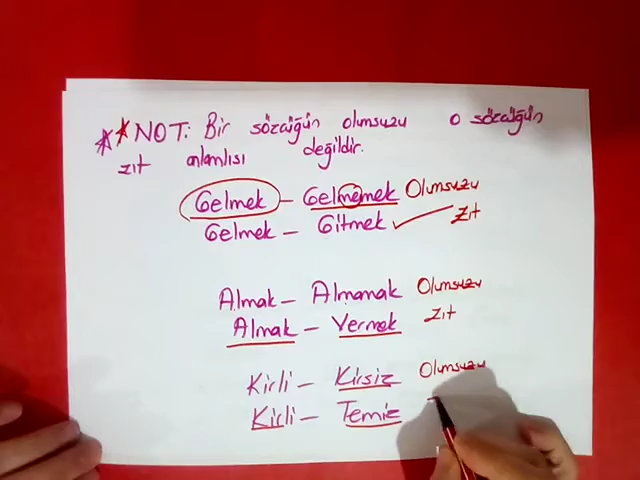 ** NOT: Bir sözcüğün olumsuzu o sözcüğün
zıt anlamlısı değildir.
Gelmek - Gelmemek Olumsuzu
Gelmek - Gitmek ✓ Zıt
Almak - Almamak Olumsuzu
Almak - Vermek Zıt
Kirli - Kirsiz Olumsuzu
Kirli - Temiz